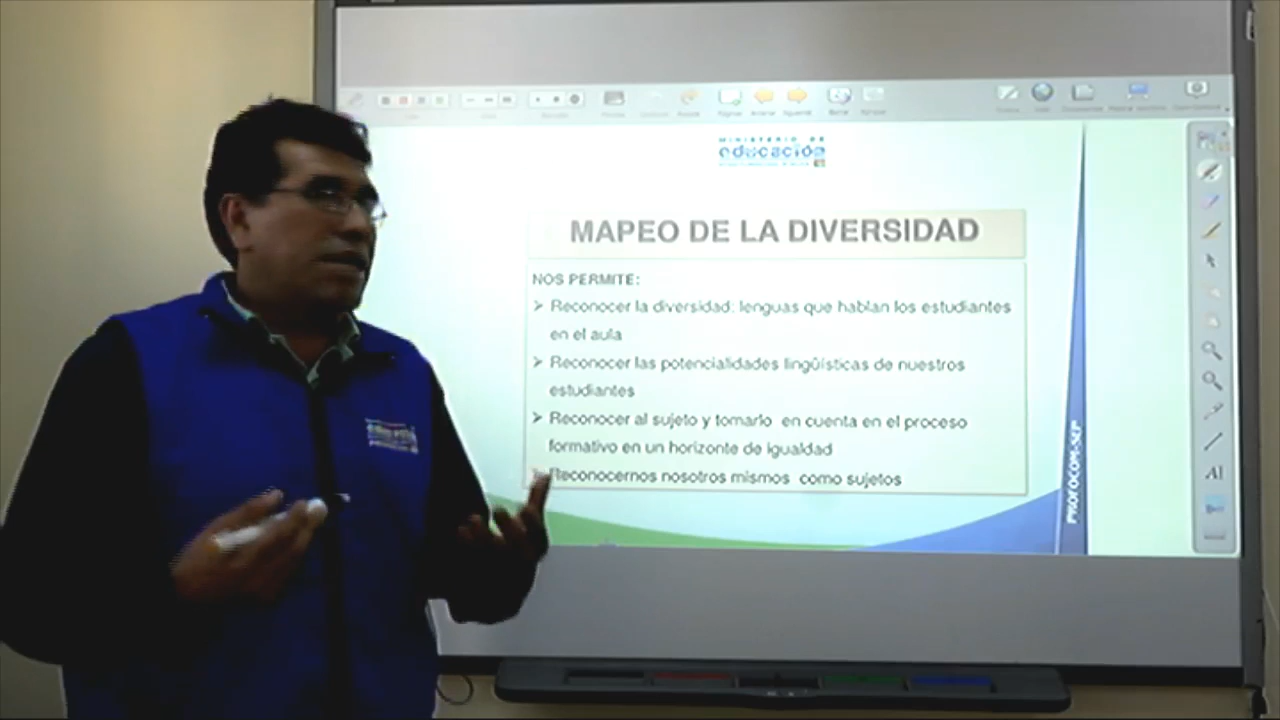 MINISTERIO DE
educación
MAPEO DE LA DIVERSIDAD
NOS PERMITE:
➢ Reconocer la diversidad: lenguas que hablan los estudiantes
en el aula
➢ Reconocer las potencialidades lingüísticas de nuestros
estudiantes
➢ Reconocer al sujeto y tomarlo en cuenta en el proceso
formativo en un horizonte de igualdad
Reconocernos nosotros mismos como sujetos
PROFOCOM-SEP
AI